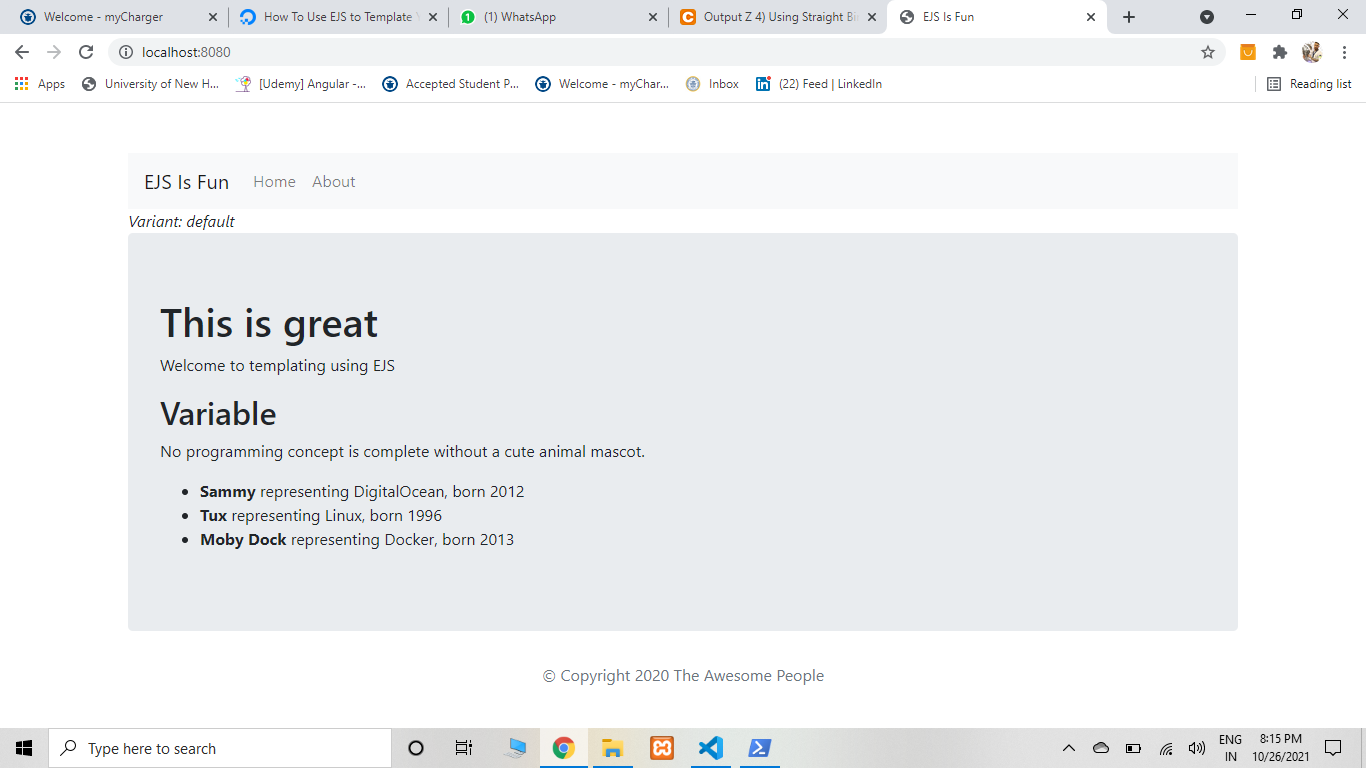 Welcome - myCharger
How To Use EJS to Template Y
(1) WhatsApp
Output Z 4) Using Straight Bi
EJS Is Fun
localhost:8080
Apps
University of New H...
[Udemy] Angular -...
Accepted Student P...
Welcome - myChar...
Inbox
(22) Feed | LinkedIn
Reading list
EJS Is Fun
Home
About
Variant: default
This is great
Welcome to templating using EJS
Variable
No programming concept is complete without a cute animal mascot.
Sammy representing DigitalOcean, born 2012
Tux representing Linux, born 1996
Moby Dock representing Docker, born 2013
© Copyright 2020 The Awesome People
Type here to search
ENG
IN
8:15 PM
10/26/2021